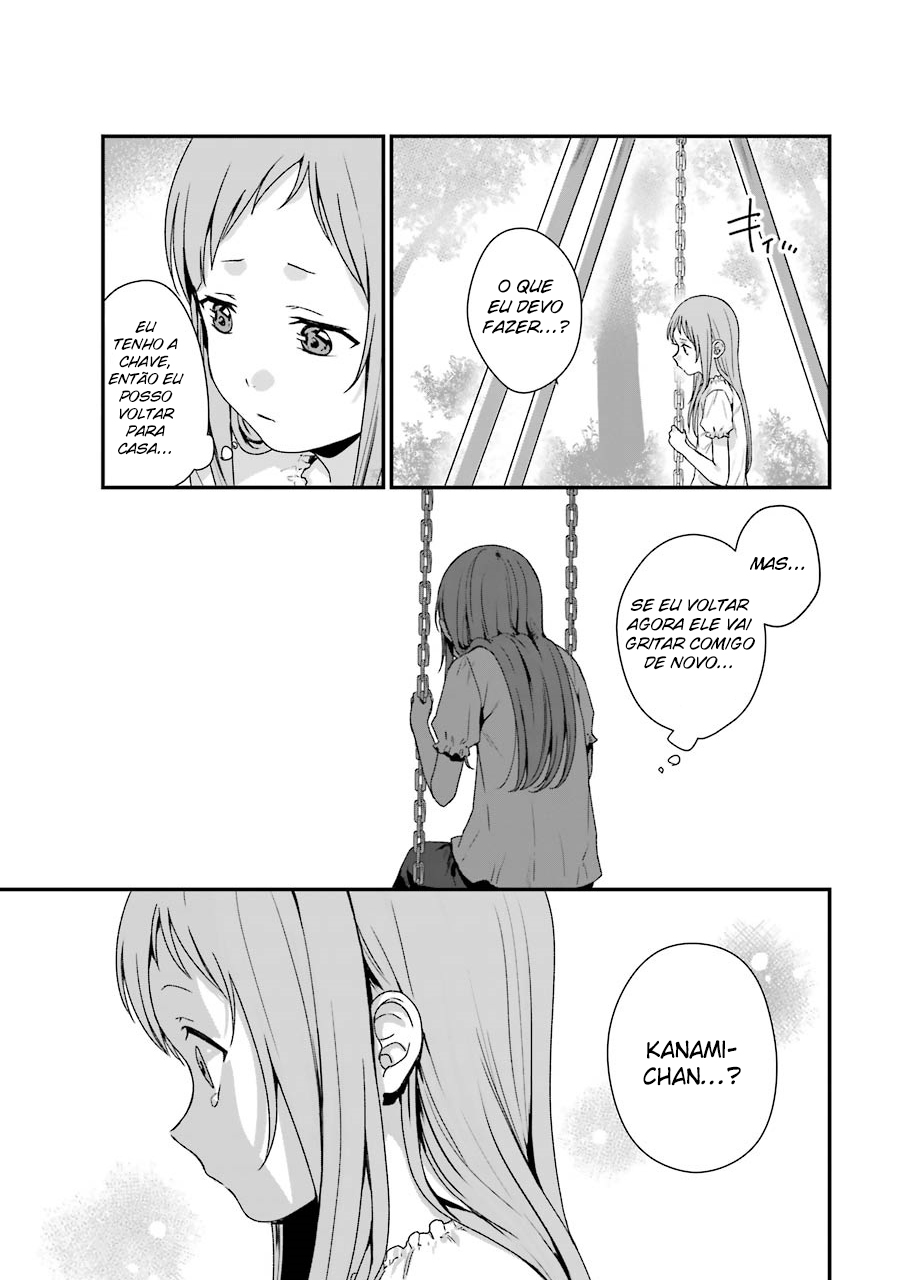 キィ…
O QUE
EU DEVO
FAZER...?
EU
TENHO A
CHAVE,
ENTÃO EU
POSSO
VOLTAR
PARA
CASA...
MAS...
SE EU VOLTAR
AGORA ELE VAI
GRITAR COMIGO
DE NOVO...
KANAMI-
CHAN...?